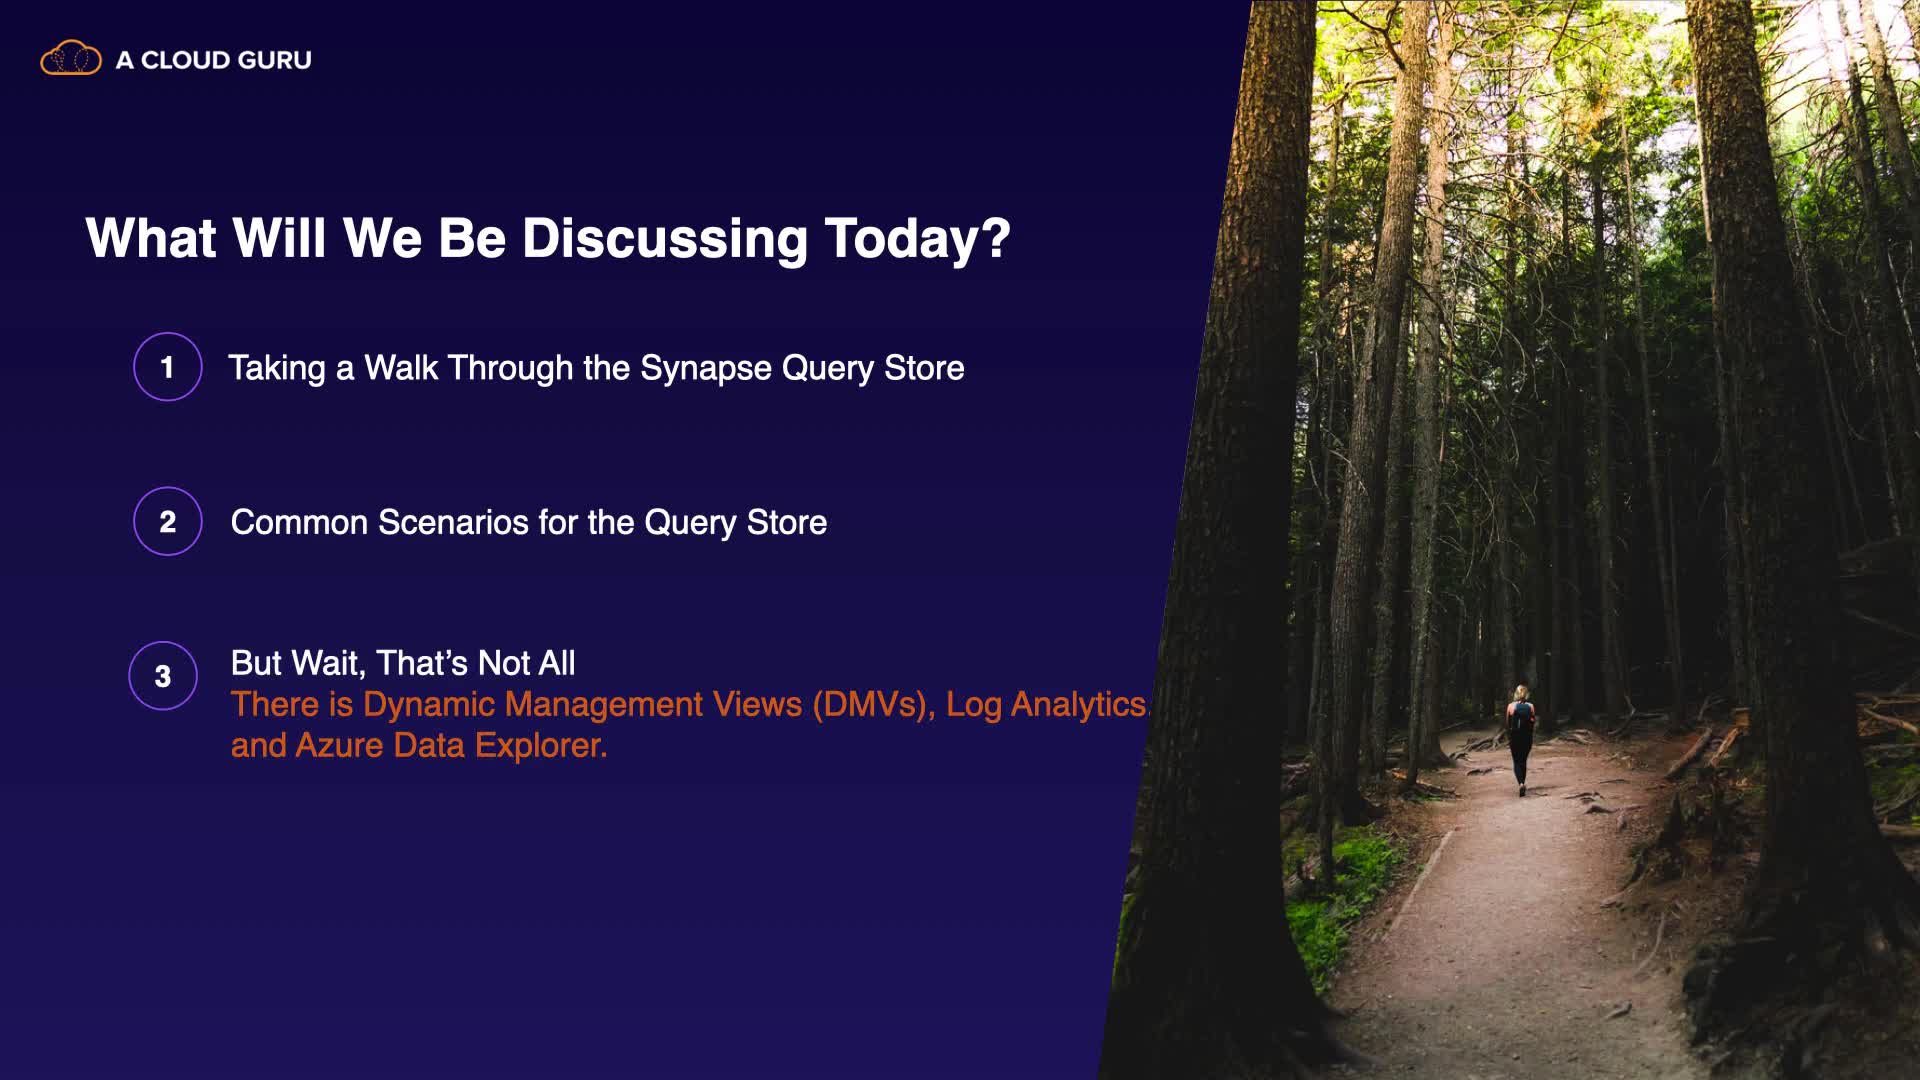 A CLOUD GURU
What Will We Be Discussing Today?
1 Taking a Walk Through the Synapse Query Store
2 Common Scenarios for the Query Store
3 But Wait, That’s Not All
There is Dynamic Management Views (DMVs), Log Analytics,
and Azure Data Explorer.